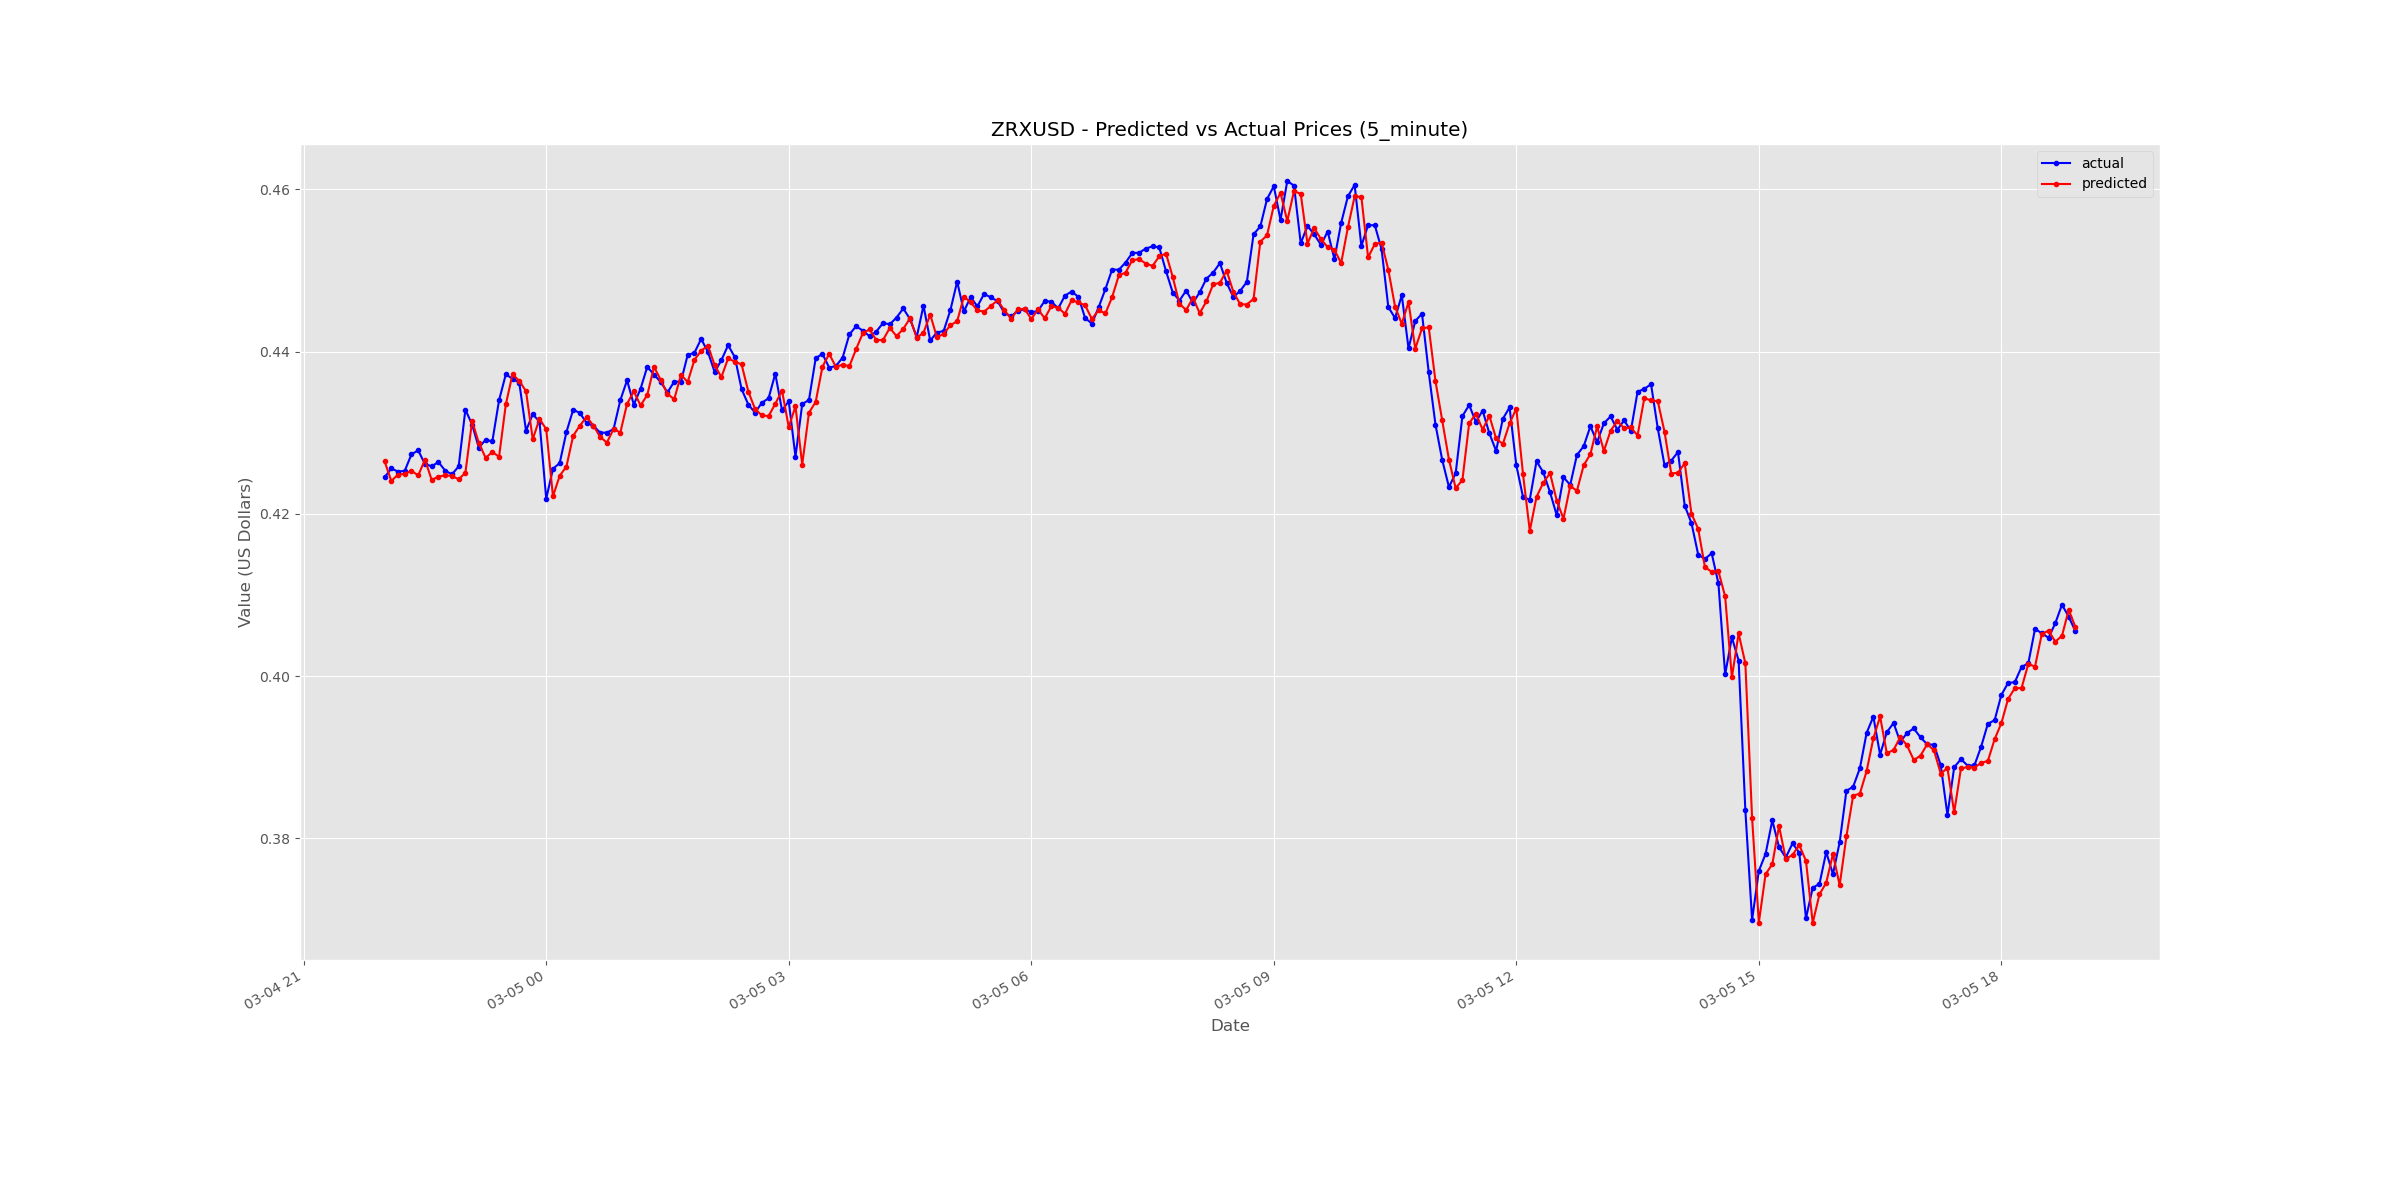 ZRXUSD - Predicted vs Actual Prices (5_minute)
actual
predicted
0.46
0.44
0.42
0.40
0.38
Value (US Dollars)
03-04 21
03-05 00
03-05 03
03-05 06
03-05 09
03-05 12
03-05 15
03-05 18
Date